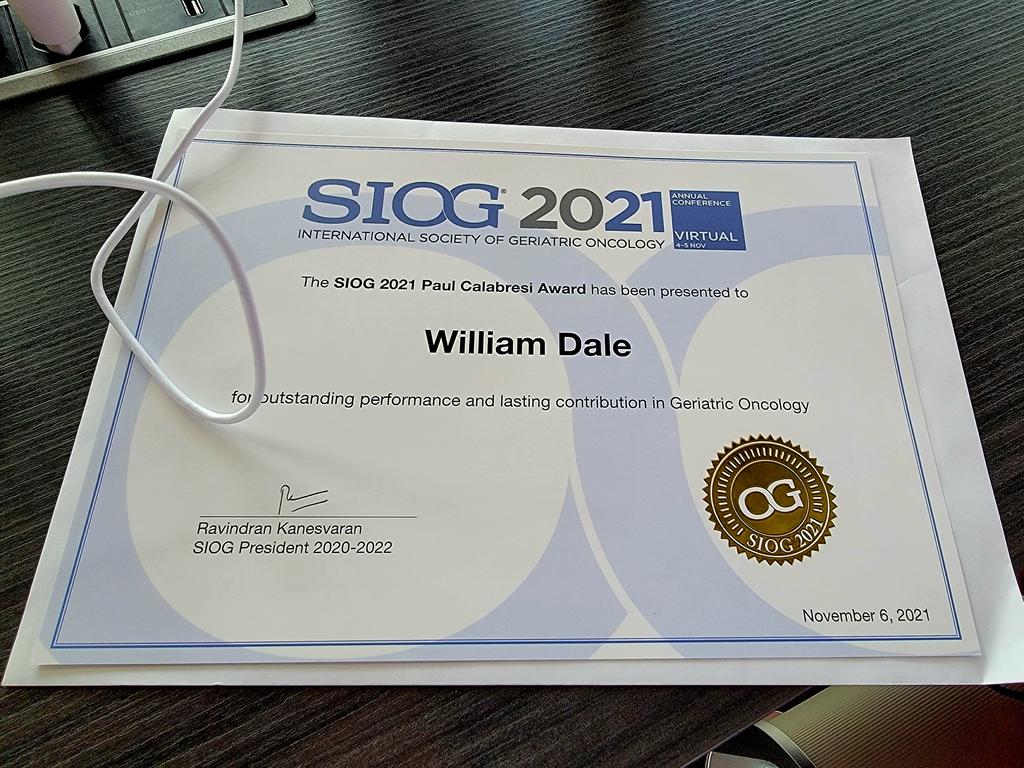 SIOG® 2021
ANNUAL
CONFERENCE
VIRTUAL
4-5 NOV
INTERNATIONAL SOCIETY OF GERIATRIC ONCOLOGY
The SIOG 2021 Paul Calabresi Award has been presented to
William Dale
for outstanding performance and lasting contribution in Geriatric Oncology
OG
SIOG 2021
Ravindran Kanesvaran
SIOG President 2020-2022
November 6, 2021